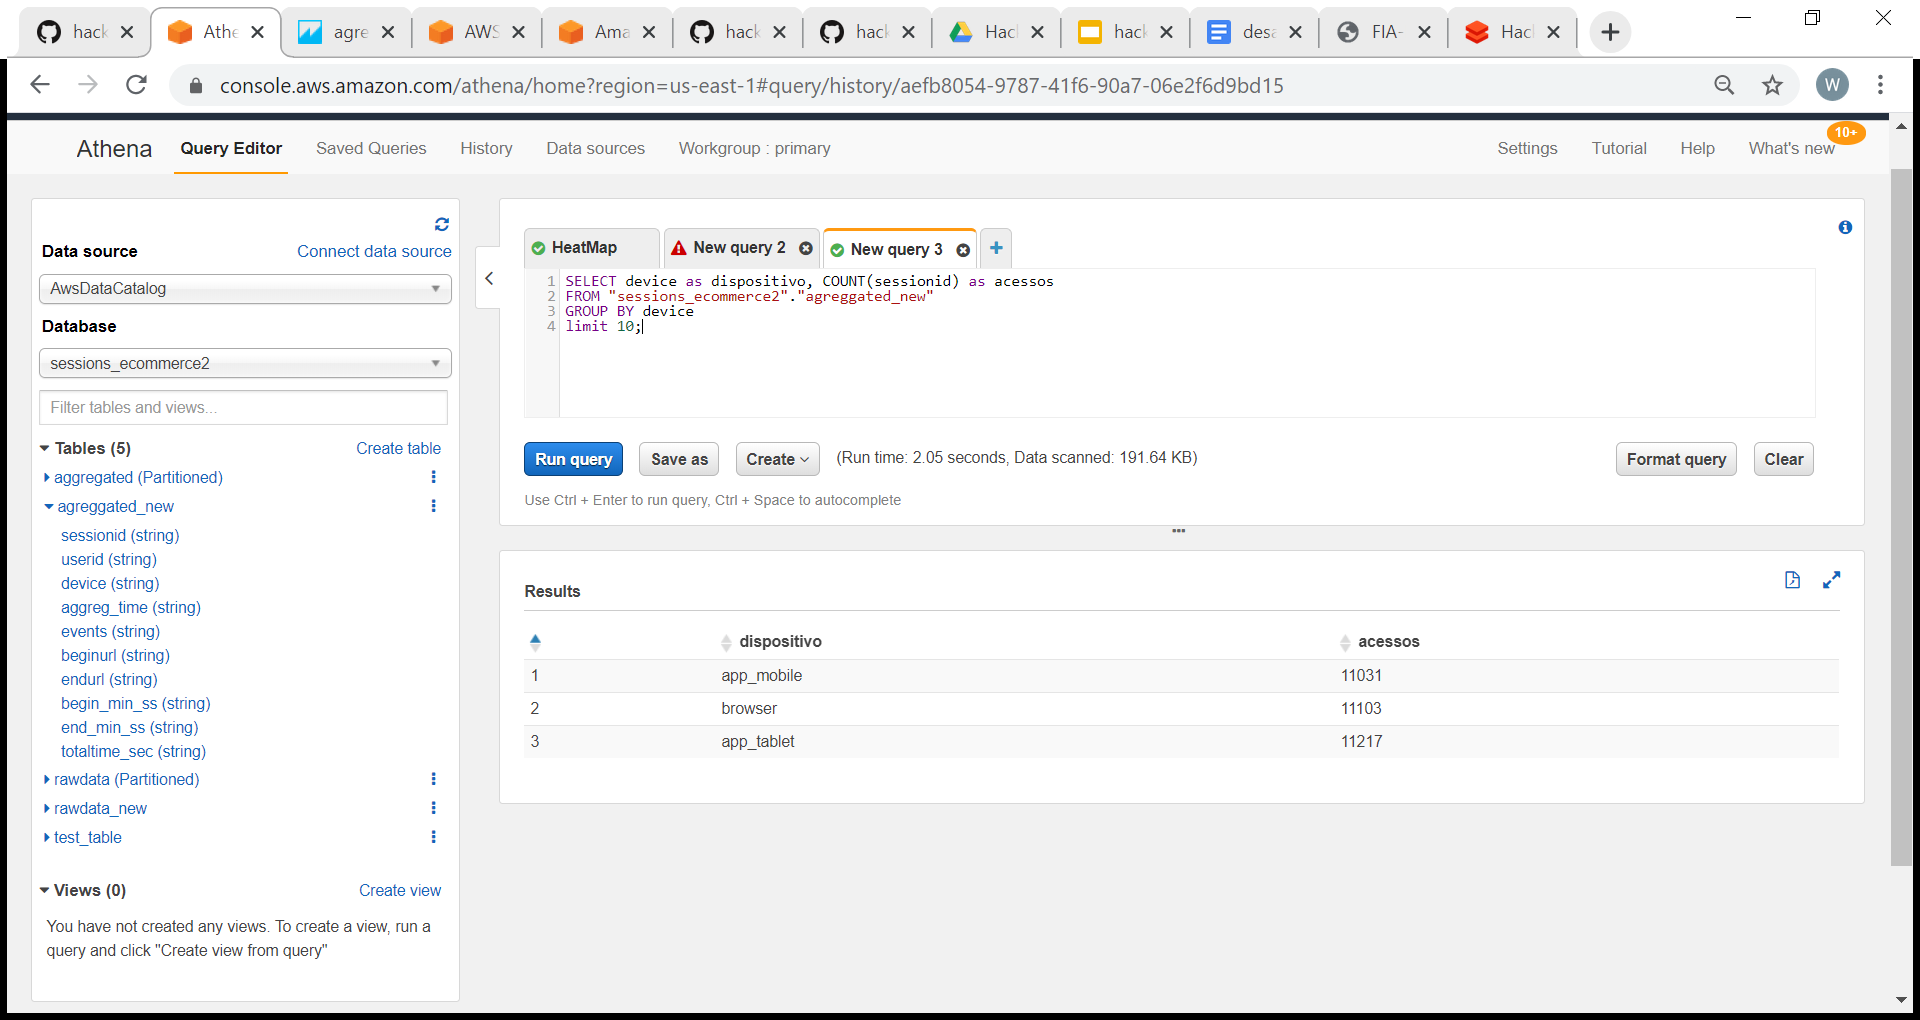 hack
Athe
agre
AWS
Ama
hack
hack
Hac
hack
desa
FIA-
Hac
console.aws.amazon.com/athena/home?region=us-east-1#query/history/aefb8054-9787-41f6-90a7-06e2f6d9bd15
W
Athena Query Editor Saved Queries History Data sources Workgroup : primary Settings Tutorial Help What's new 10+
Data source Connect data source
AwsDataCatalog
Database
sessions_ecommerce2
Filter tables and views...
Tables (5) Create table
aggregated (Partitioned)
agreggated_new
sessionid (string)
userid (string)
device (string)
aggreg_time (string)
events (string)
beginurl (string)
endurl (string)
begin_min_ss (string)
end_min_ss (string)
totaltime_sec (string)
rawdata (Partitioned)
rawdata_new
test_table
Views (0) Create view
You have not created any views. To create a view, run a
query and click "Create view from query"
HeatMap New query 2 New query 3
1 SELECT device as dispositivo, COUNT(sessionid) as acessos
2 FROM "sessions_ecommerce2"."agreggated_new"
3 GROUP BY device
4 limit 10;
Run query Save as Create (Run time: 2.05 seconds, Data scanned: 191.64 KB) Format query Clear
Use Ctrl + Enter to run query, Ctrl + Space to autocomplete
Results
dispositivo acessos
1 app_mobile 11031
2 browser 11103
3 app_tablet 11217